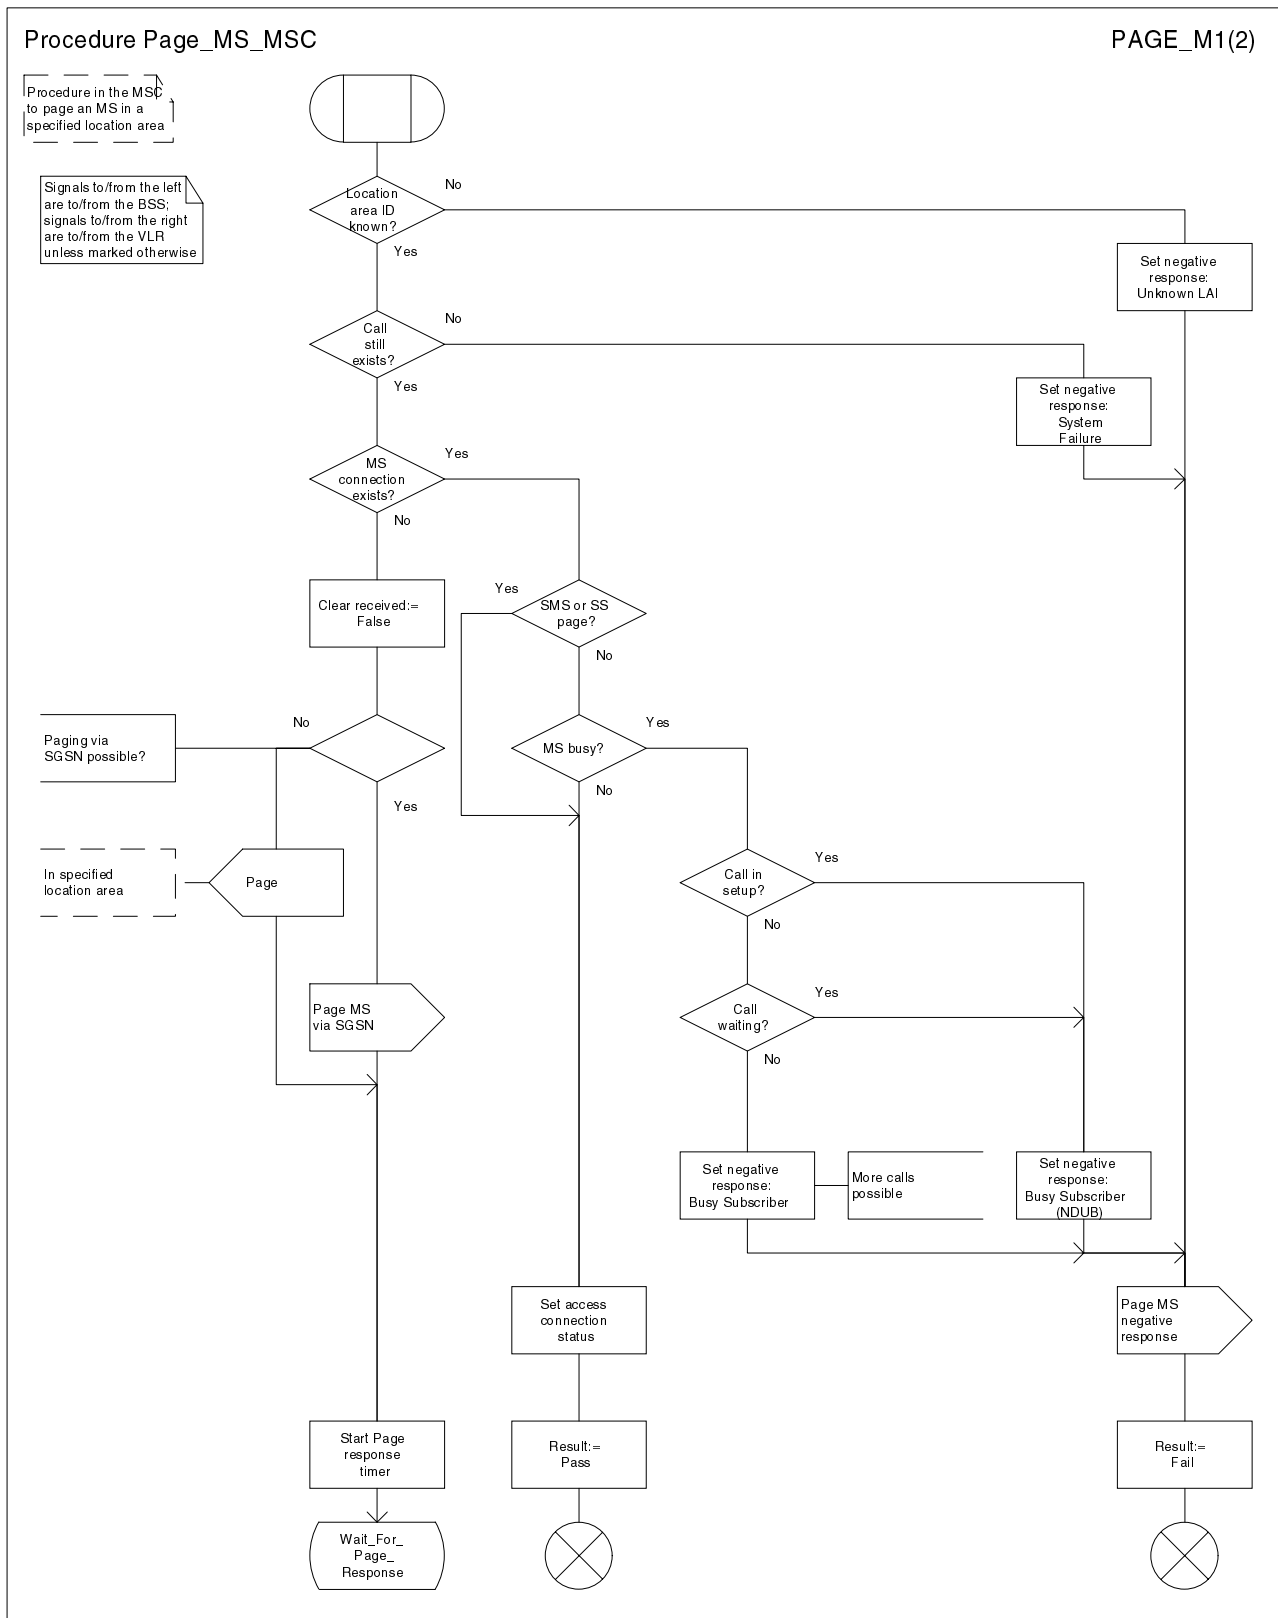 Procedure Page_MS_MSC
PAGE_M1(2)
Procedure in the MSC
to page an MS in a
specified location area
Signals to/from the left
are to/from the BSS;
signals to/from the right
are to/from the VLR
unless marked otherwise
Location
area ID
known?
No
Yes
Set negative
response:
Unknown LAI
Call
still
exists?
No
Yes
Set negative
response:
System
Failure
MS
connection
exists?
Yes
No
Clear received:=
False
Yes
SMS or SS
page?
No
Paging via
SGSN possible?
No
Yes
MS busy?
Yes
No
In specified
location area
Page
Call in
setup?
Yes
No
Page MS
via SGSN
Call
waiting?
Yes
No
Set negative
response:
Busy Subscriber
More calls
possible
Set negative
response:
Busy Subscriber
(NDUB)
Set access
connection
status
Page MS
negative
response
Start Page
response
timer
Result:=
Pass
Result:=
Fail
Wait_For_
Page_
Response